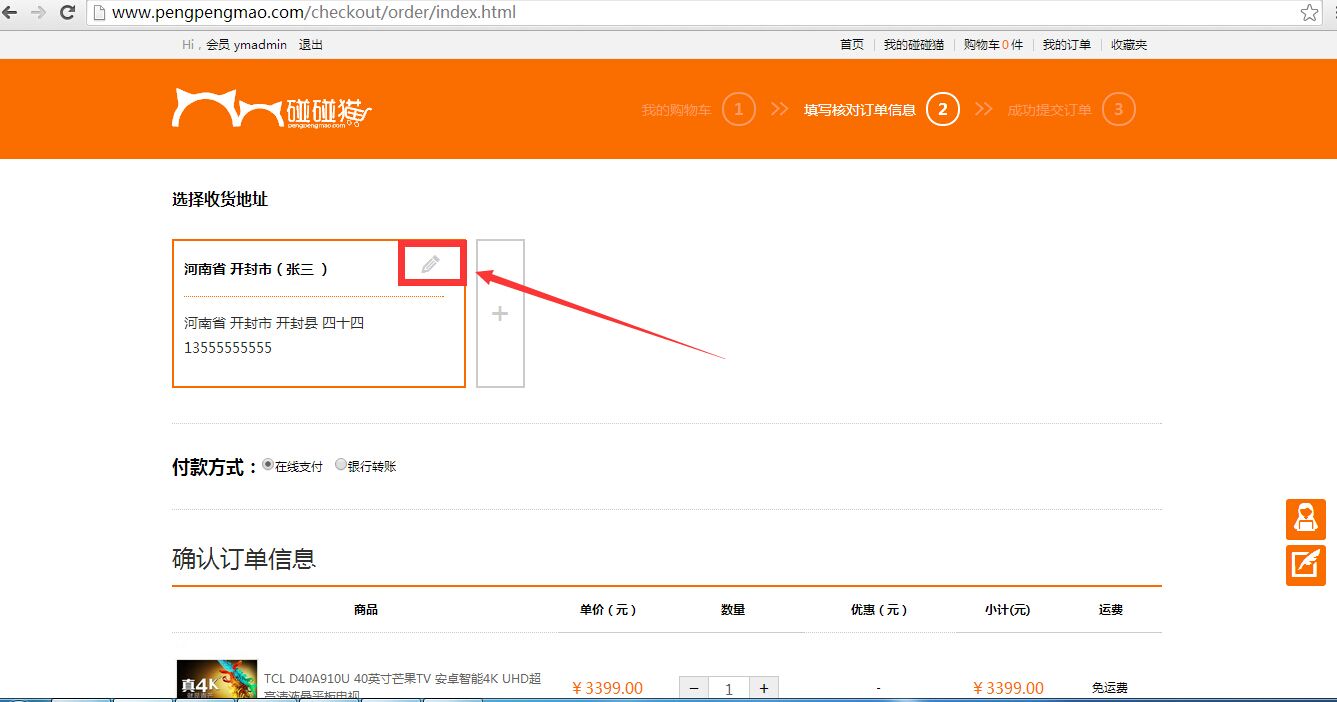 www.pengpengmao.com/checkout/order/index.html
Hi，会员 ymadmin 退出
首页 我的碰碰猫 购物车0件 我的订单 收藏夹
碰碰猫
pengpengmao.com
我的购物车 1 填写核对订单信息 2 成功提交订单 3
选择收货地址
河南省 开封市（张三 ）
河南省 开封市 开封县 四十四
13555555555
+
付款方式：在线支付 银行转账
确认订单信息
商品 单价（元） 数量 优惠（元） 小计(元) 运费
真4K
TCL D40A910U 40英寸芒果TV 安卓智能4K UHD超
高清液晶平板电视
￥3399.00 − 1 + - ￥3399.00 免运费